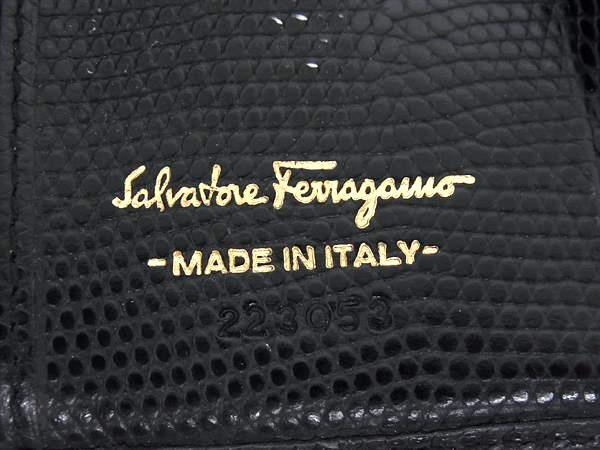 Salvatore Ferragamo
-MADE IN ITALY-
223053